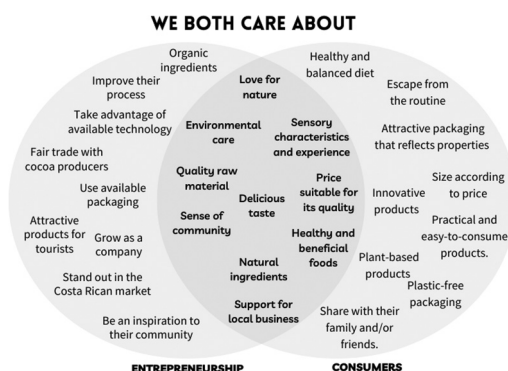 WE BOTH CARE ABOUT
Organic
ingredients
Improve their
process
Take advantage of
available technology
Fair trade with
cocoa producers
Use available
packaging
Attractive
products for
tourists
Grow as a
company
Stand out in the
Costa Rican market
Be an inspiration to
their community
Love for
nature
Environmental
care
Sensory
characteristics
and experience
Quality raw
material
Delicious
taste
Price
suitable for
its quality
Sense of
community
Healthy and
beneficial
foods
Natural
ingredients
Support for
local business
Healthy and
balanced diet
Escape from
the routine
Attractive packaging
that reflects properties
Innovative
products
Size according
to price
Practical and
easy-to-consume
products.
Plant-based
products
Plastic-free
packaging
Share with their
family and/or
friends.
ENTREPRENEURSHIP
CONSUMERS